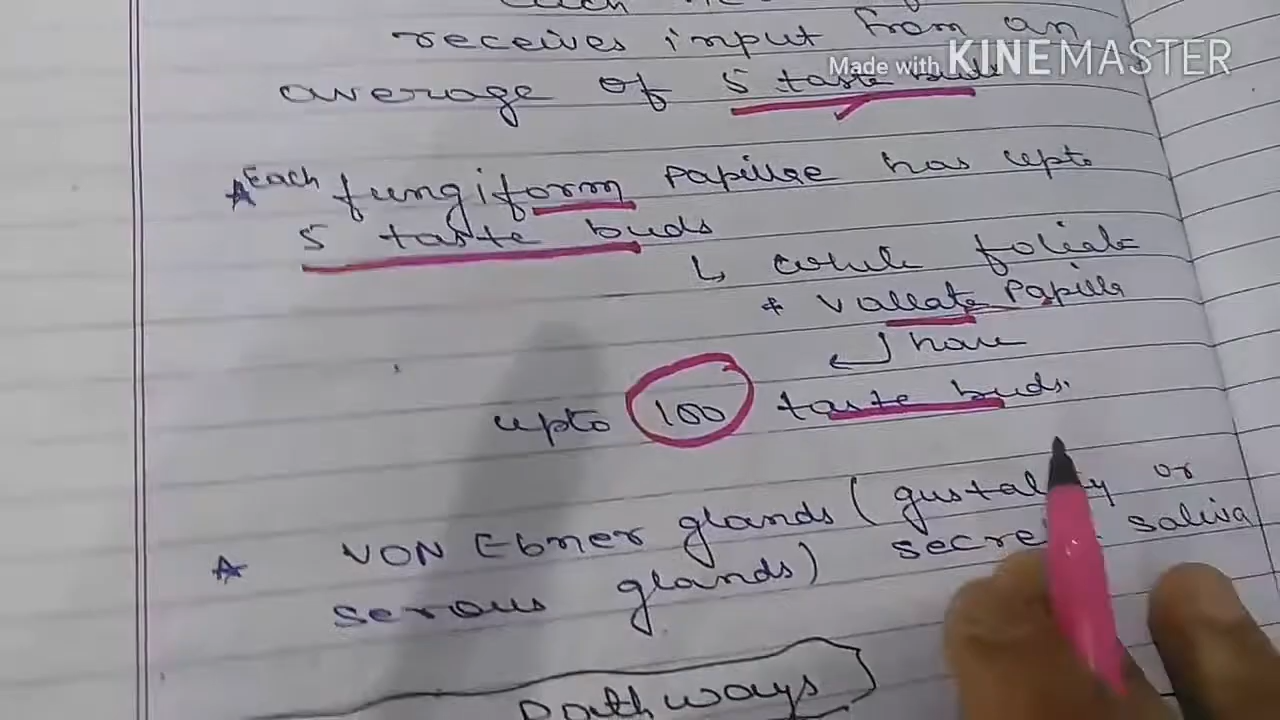 receives input from an
Made with KINEMASTER
average of 5 taste buds
* Each fungiform papillae has upto
5 taste buds
↳ while foliate
+ Vallate papilla
have
upto 100 taste buds.
* VON Ebner glands (gustatory or
serous glands) secrete saliva
Pathways